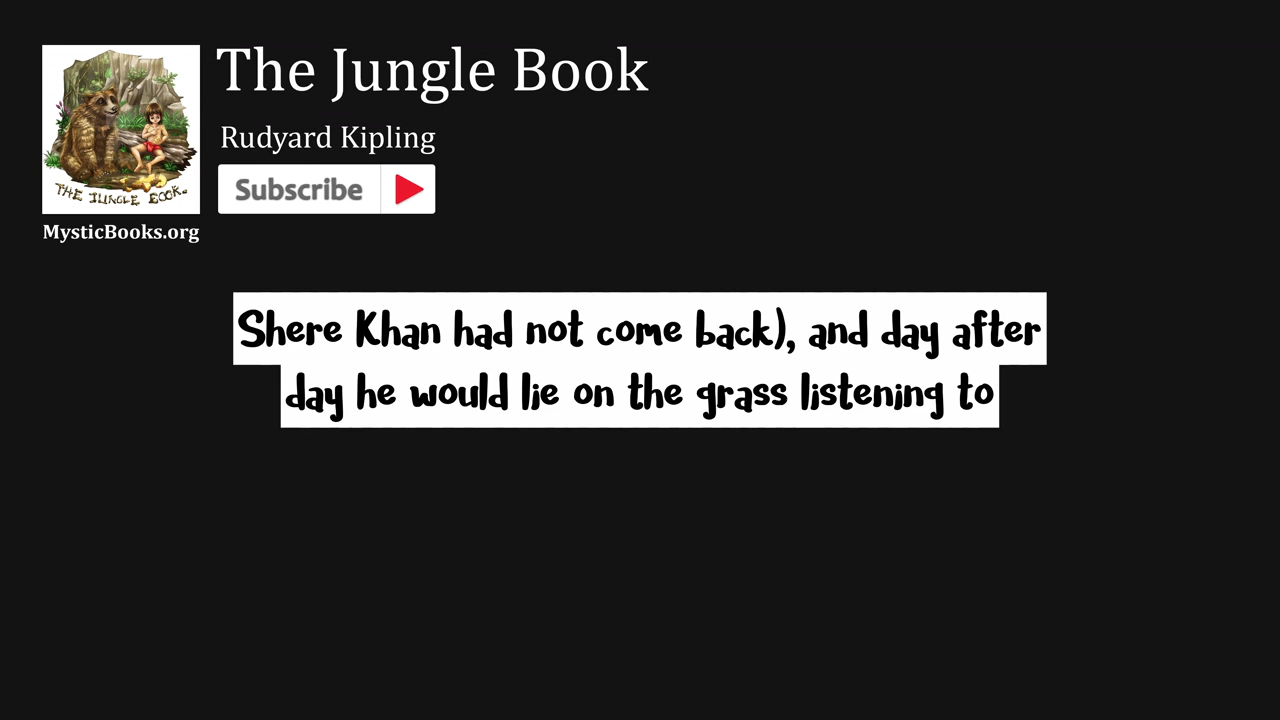 The Jungle Book
Rudyard Kipling
Subscribe
THE JUNGLE BOOK.
MysticBooks.org
Shere Khan had not come back), and day after
day he would lie on the grass listening to